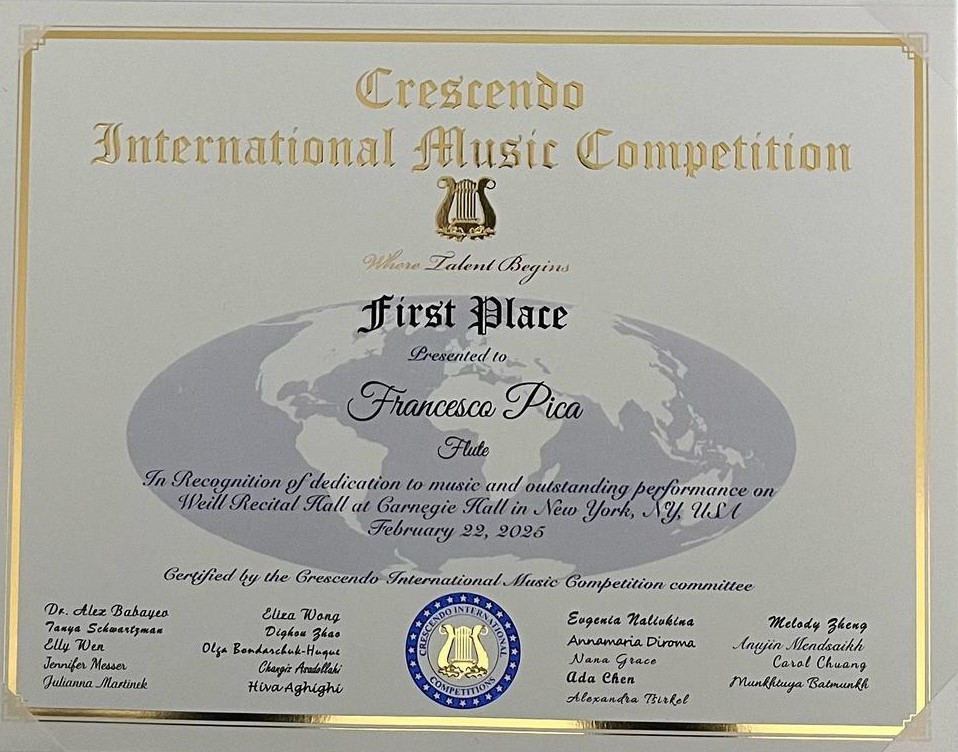 Crescendo
International Music Competition
Where Talent Begins
First Place
Presented to
Francesco Pica
Flute
In Recognition of dedication to music and outstanding performance on
Weill Recital Hall at Carnegie Hall in New York, NY, USA
February 22, 2025
Certified by the Crescendo International Music Competition committee
Dr. Alex Babayev
Tanya Schwartzman
Elly Wen
Jennifer Messer
Julianna Martinek
Eliza Wong
Dighou Zhao
Olga Bondarchuk-Huque
Changiz Asadollahi
Hiva Aghighi
CRESCENDO INTERNATIONAL
COMPETITIONS
Evgenia Nalivkina
Annamaria Diroma
Nana Grace
Ada Chen
Alexandra Tsirkel
Melody Zheng
Anujin Mendsaikh
Carol Chuang
Munkhtuya Batmunkh